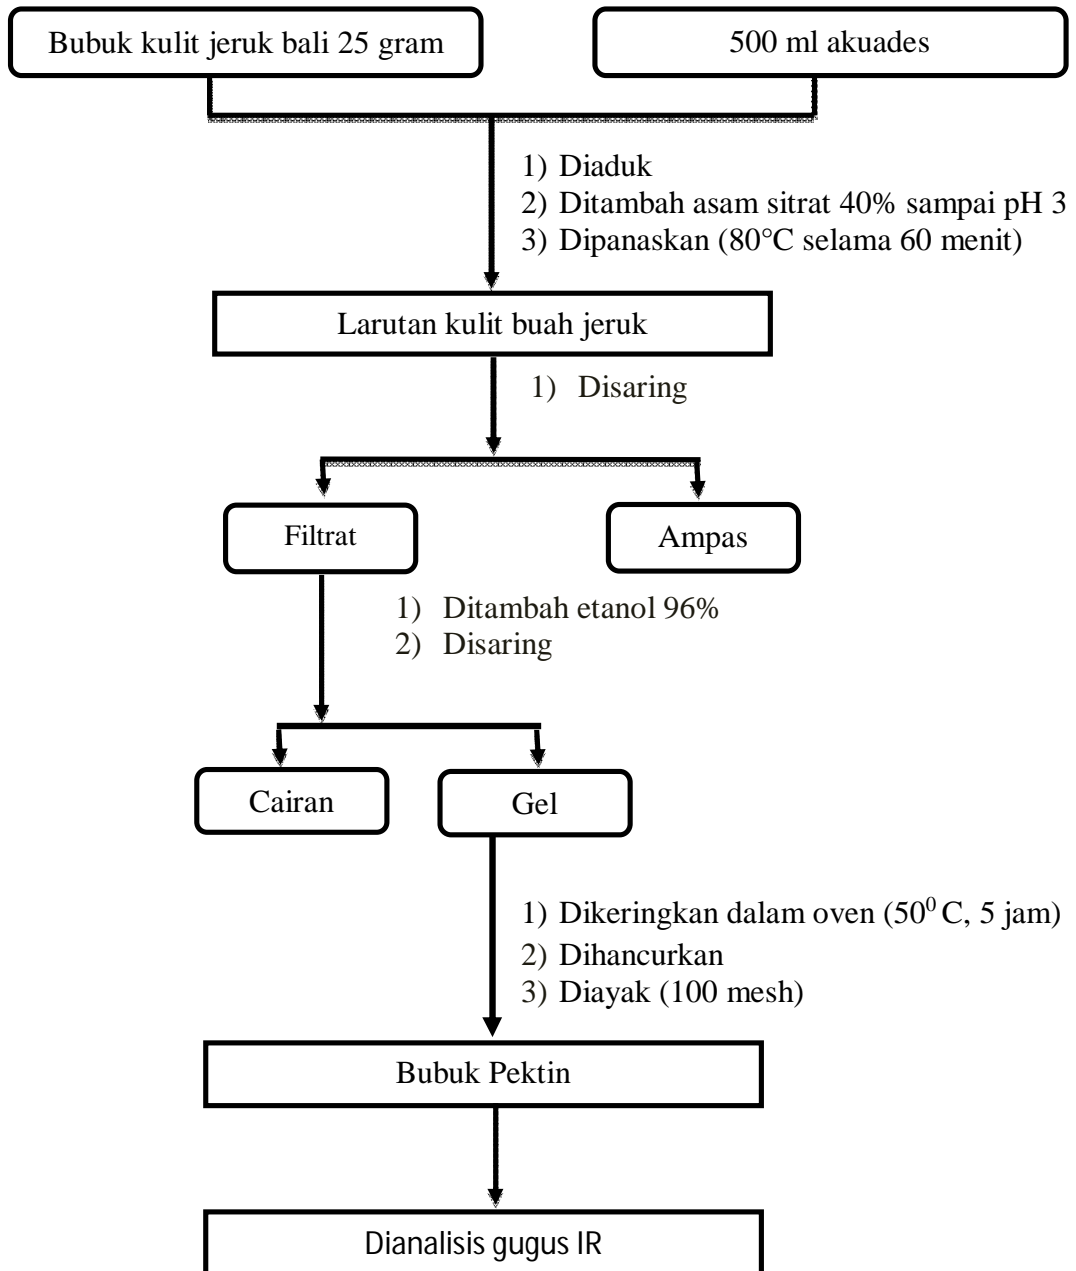 Bubuk kulit jeruk bali 25 gram
500 ml akuades
1) Diaduk
2) Ditambah asam sitrat 40% sampai pH 3
3) Dipanaskan (80°C selama 60 menit)
Larutan kulit buah jeruk
1) Disaring
Filtrat
Ampas
1) Ditambah etanol 96%
2) Disaring
Cairan
Gel
1) Dikeringkan dalam oven (50⁰ C, 5 jam)
2) Dihancurkan
3) Diayak (100 mesh)
Bubuk Pektin
Dianalisis gugus IR